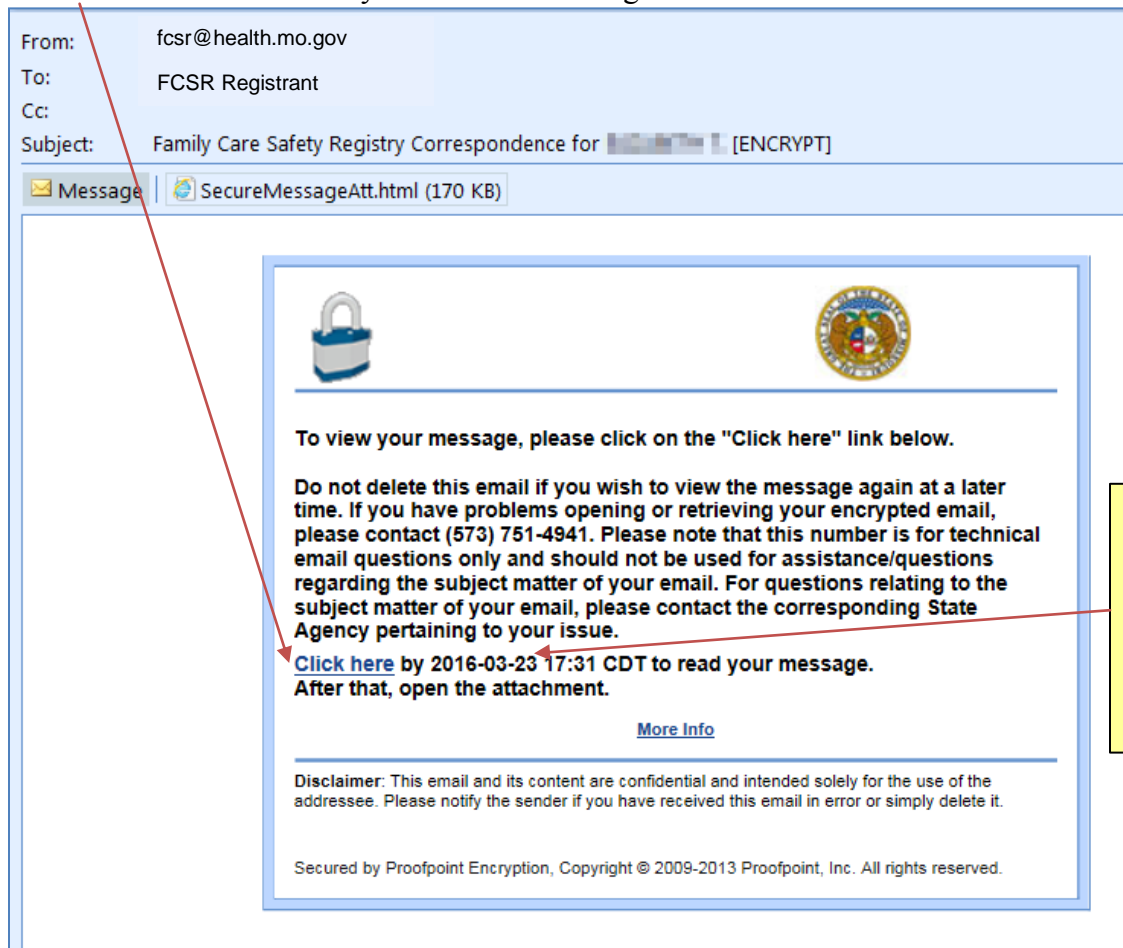 From: fcsr@health.mo.gov
To: FCSR Registrant
Cc:
Subject: Family Care Safety Registry Correspondence for [ENCRYPT]
Message SecureMessageAtt.html (170 KB)
To view your message, please click on the "Click here" link below.
Do not delete this email if you wish to view the message again at a later
time. If you have problems opening or retrieving your encrypted email,
please contact (573) 751-4941. Please note that this number is for technical
email questions only and should not be used for assistance/questions
regarding the subject matter of your email. For questions relating to the
subject matter of your email, please contact the corresponding State
Agency pertaining to your issue.
Click here by 2016-03-23 17:31 CDT to read your message.
After that, open the attachment.
More Info
Disclaimer: This email and its content are confidential and intended solely for the use of the
addressee. Please notify the sender if you have received this email in error or simply delete it.
Secured by Proofpoint Encryption, Copyright © 2009-2013 Proofpoint, Inc. All rights reserved.